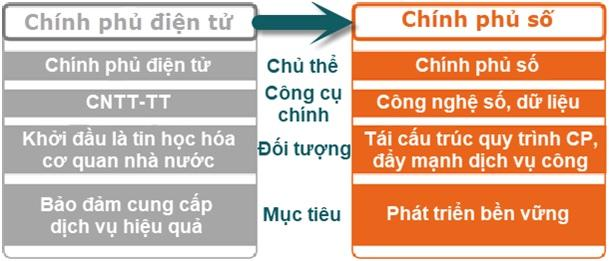 Chính phủ điện tử
Chính phủ số
Chính phủ điện tử
Chủ thể
Chính phủ số
CNTT-TT
Công cụ
chính
Công nghệ số, dữ liệu
Khởi đầu là tin học hóa
cơ quan nhà nước
Đối tượng
Tái cấu trúc quy trình CP,
đẩy mạnh dịch vụ công
Bảo đảm cung cấp
dịch vụ hiệu quả
Mục tiêu
Phát triển bền vững